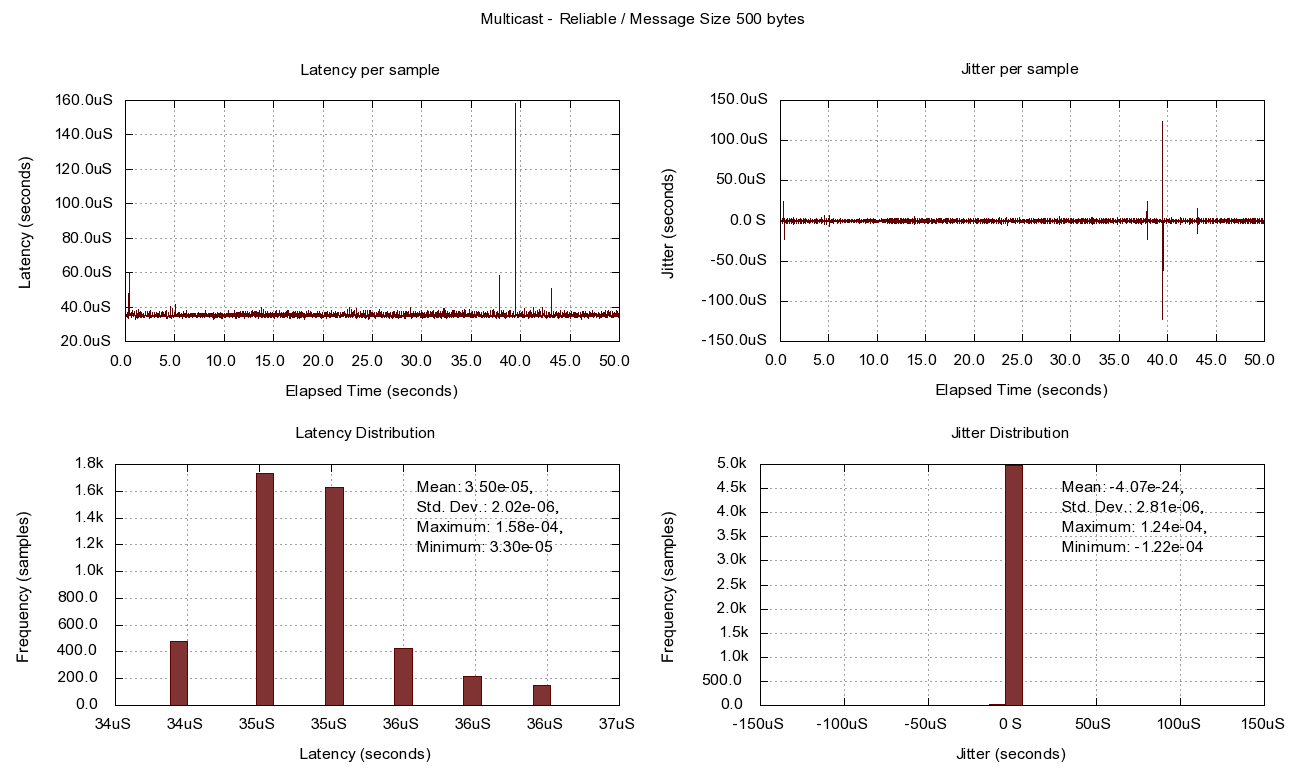 Multicast - Reliable / Message Size 500 bytes
Latency per sample
160.0uS
140.0uS
120.0uS
100.0uS
80.0uS
60.0uS
40.0uS
20.0uS
0.0 5.0 10.0 15.0 20.0 25.0 30.0 35.0 40.0 45.0 50.0
Latency (seconds)
Elapsed Time (seconds)
Jitter per sample
150.0uS
100.0uS
50.0uS
0.0 S
-50.0uS
-100.0uS
-150.0uS
0.0 5.0 10.0 15.0 20.0 25.0 30.0 35.0 40.0 45.0 50.0
Jitter (seconds)
Elapsed Time (seconds)
Latency Distribution
1.8k
1.6k
1.4k
1.2k
1.0k
800.0
600.0
400.0
200.0
0.0
34uS 34uS 35uS 35uS 36uS 36uS 36uS 37uS
Frequency (samples)
Latency (seconds)
Mean: 3.50e-05,
Std. Dev.: 2.02e-06,
Maximum: 1.58e-04,
Minimum: 3.30e-05
Jitter Distribution
5.0k
4.5k
4.0k
3.5k
3.0k
2.5k
2.0k
1.5k
1.0k
500.0
0.0
-150uS -100uS -50uS 0 S 50uS 100uS 150uS
Frequency (samples)
Jitter (seconds)
Mean: -4.07e-24,
Std. Dev.: 2.81e-06,
Maximum: 1.24e-04,
Minimum: -1.22e-04